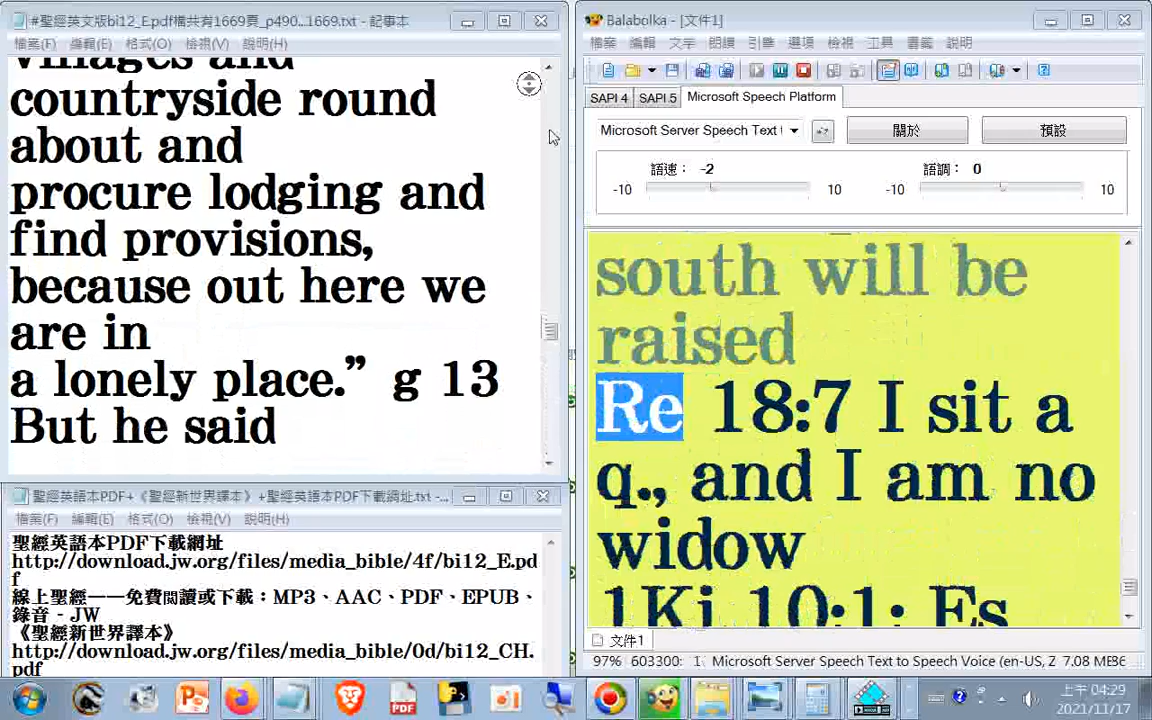 #聖經英文版bi12_E.pdf檔共有1669頁_p490...1669.txt - 記事本
檔案(F) 編輯(E) 格式(O) 檢視(V) 說明(H)
villages and
countryside round
about and
procure lodging and
find provisions,
because out here we
are in
a lonely place.” g 13
But he said
聖經英語本PDF+《聖經新世界譯本》+聖經英語本PDF下載網址.txt -...
檔案(F) 編輯(E) 格式(O) 檢視(V) 說明(H)
聖經英語本PDF下載網址
http://download.jw.org/files/media_bible/4f/bi12_E.pd
f
線上聖經——免費閱讀或下載：MP3、AAC、PDF、EPUB、
錄音 - JW
《聖經新世界譯本》
http://download.jw.org/files/media_bible/0d/bi12_CH.
pdf
Balabolka - [文件1]
檔案 編輯 文字 朗讀 引擎 選項 檢視 工具 書籤 說明
SAPI 4 SAPI 5 Microsoft Speech Platform
Microsoft Server Speech Text 關於 預設
語速： -2 語調： 0
-10 10 -10 10
south will be
raised
Re 18:7 I sit a
q., and I am no
widow
1Ki 10:1; Es
文件1
97% 603300: Microsoft Server Speech Text to Speech Voice (en-US, Z 7.08 MB
上午 04:29
2021/11/17